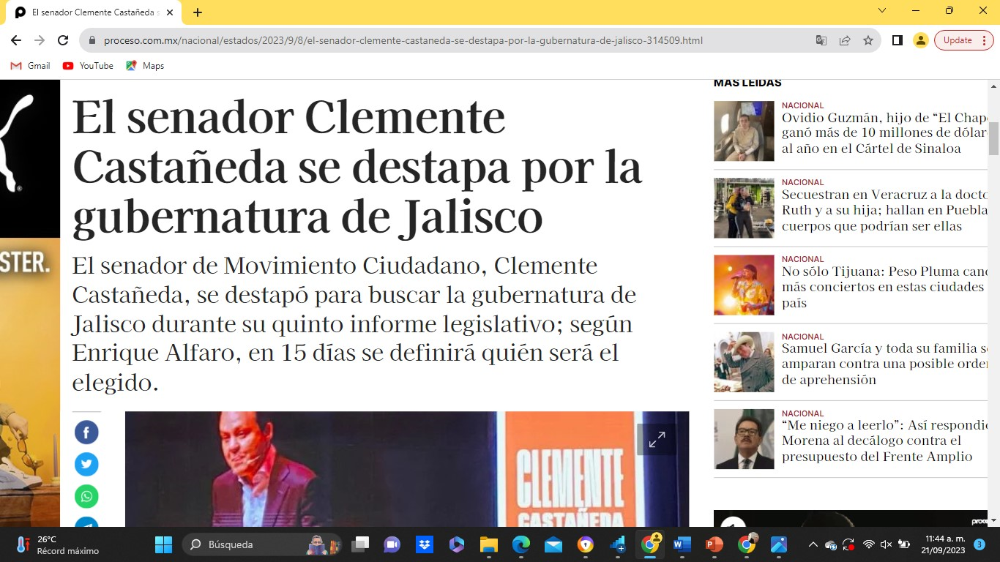 El senador Clemente Castañeda s
proceso.com.mx/nacional/estados/2023/9/8/el-senador-clemente-castaneda-se-destapa-por-la-gubernatura-de-jalisco-314509.html
Update
Gmail
YouTube
Maps
STER.
El senador Clemente
Castañeda se destapa por la
gubernatura de Jalisco
El senador de Movimiento Ciudadano, Clemente
Castañeda, se destapó para buscar la gubernatura de
Jalisco durante su quinto informe legislativo; según
Enrique Alfaro, en 15 días se definirá quién será el
elegido.
CLEMENTE
CASTAÑEDA
MÁS LEÍDAS
NACIONAL
Ovidio Guzmán, hijo de “El Chapo
ganó más de 10 millones de dólar
al año en el Cártel de Sinaloa
NACIONAL
Secuestran en Veracruz a la docto
Ruth y a su hija; hallan en Puebla
cuerpos que podrían ser ellas
NACIONAL
No sólo Tijuana: Peso Pluma canc
más conciertos en estas ciudades
país
NACIONAL
Samuel García y toda su familia s
amparan contra una posible orde
de aprehensión
NACIONAL
“Me niego a leerlo”: Así respondi
Morena al decálogo contra el
presupuesto del Frente Amplio
26°C
Récord máximo
Búsqueda
11:44 a. m.
21/09/2023
3